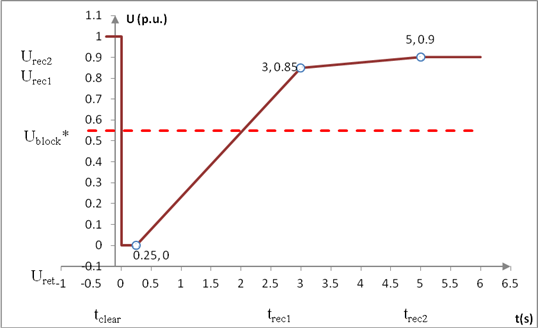 1.1
U (p.u.)
1
5, 0.9
Urec2
0.9
3, 0.85
Urec1
0.8
0.7
0.6
Ublock*
0.5
0.4
0.3
0.2
0.1
0
0.25, 0
-0.1
Uret
-1 -0.5 0 0.5 1 1.5 2 2.5 3 3.5 4 4.5 5 5.5 6 6.5
tclear trec1 trec2 t(s)